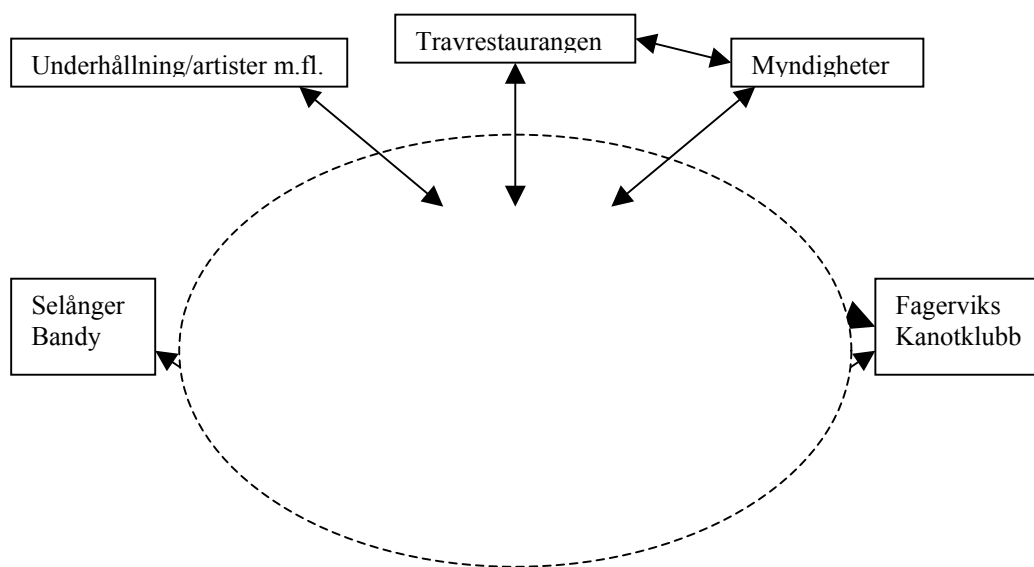 Travrestaurangen
Underhållning/artister m.fl.
Myndigheter
Selånger
Bandy
Fagerviks
Kanotklubb